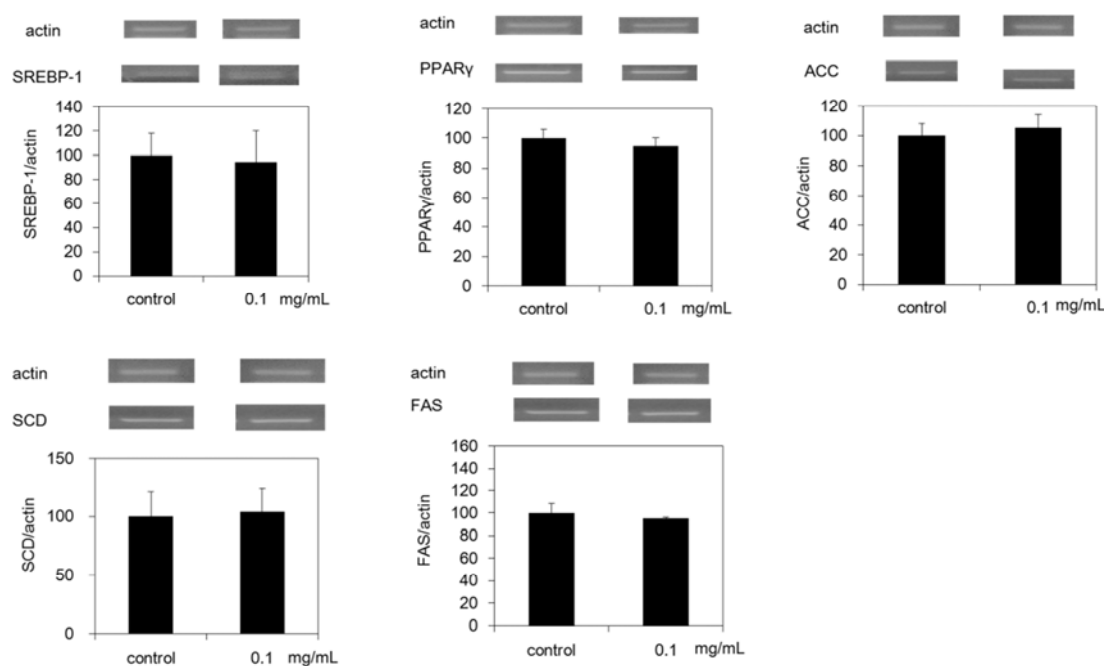 actin
SREBP-1
SREBP-1/actin
140
120
100
80
60
40
20
0
control
0.1 mg/mL
actin
PPARγ
PPARγ/actin
120
100
80
60
40
20
0
control
0.1 mg/mL
actin
ACC
ACC/actin
120
100
80
60
40
20
0
control
0.1 mg/mL
actin
SCD
SCD/actin
150
100
50
0
control
0.1 mg/mL
actin
FAS
FAS/actin
160
140
120
100
80
60
40
20
0
control
0.1 mg/mL